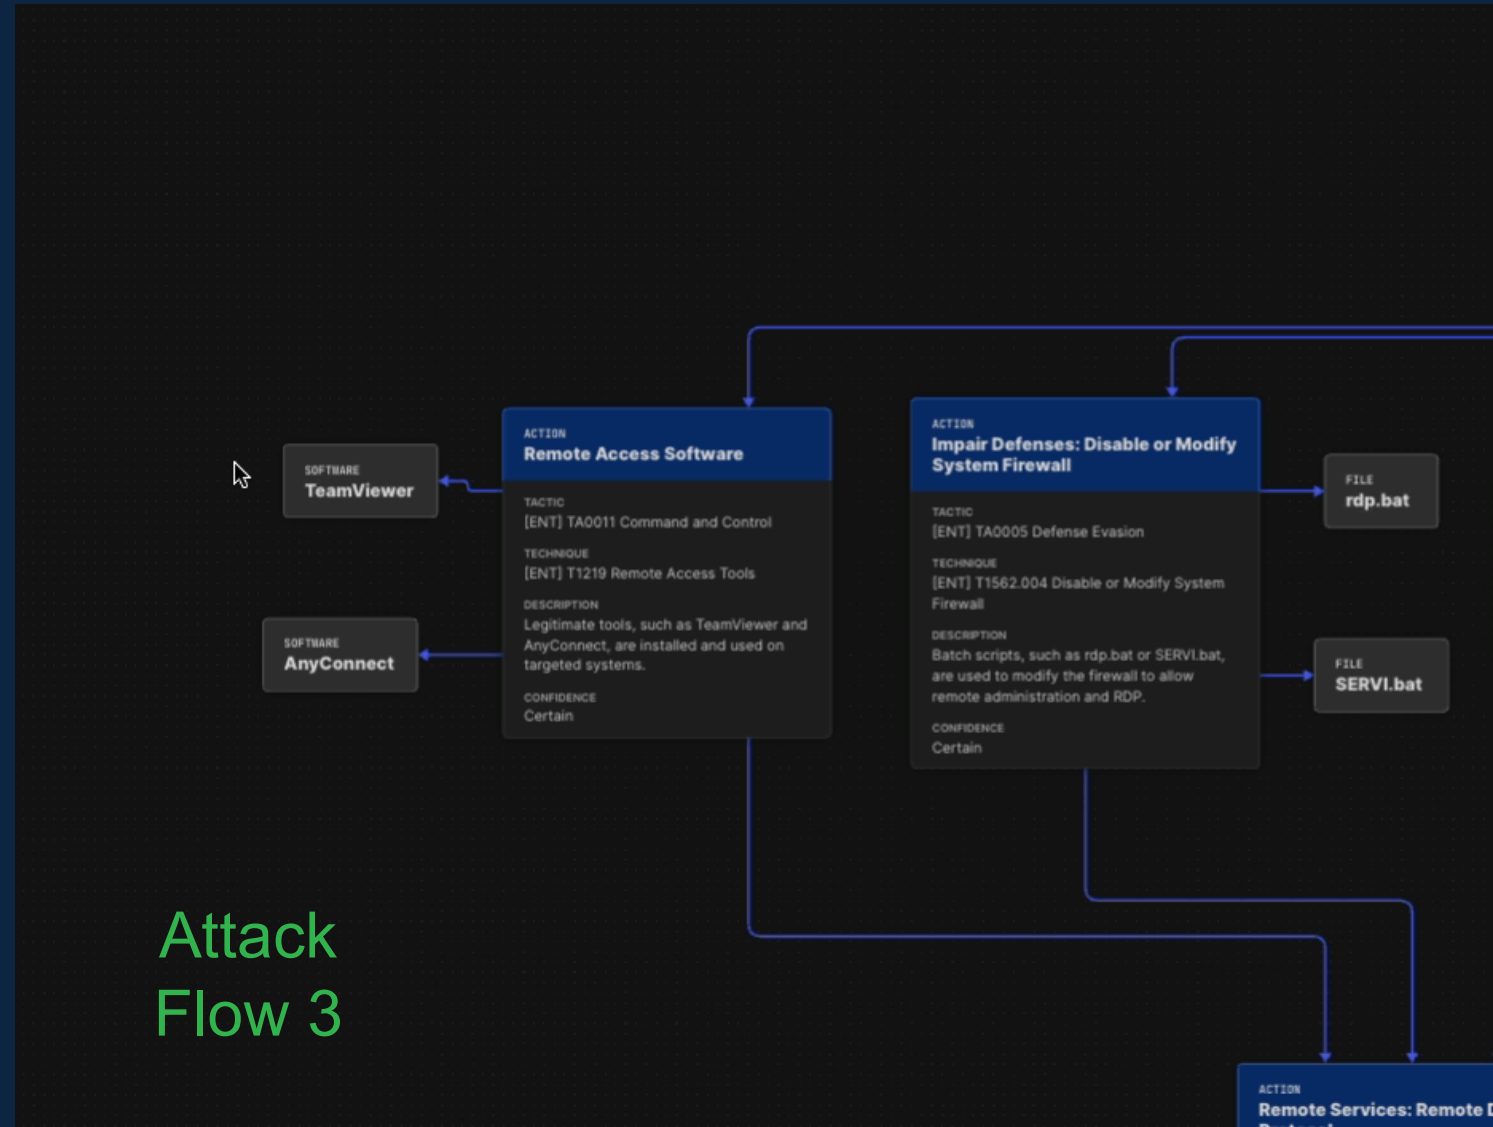 SOFTWARE
TeamViewer
SOFTWARE
AnyConnect
ACTION
Remote Access Software
TACTIC
[ENT] TA0011 Command and Control
TECHNIQUE
[ENT] T1219 Remote Access Tools
DESCRIPTION
Legitimate tools, such as TeamViewer and
AnyConnect, are installed and used on
targeted systems.
CONFIDENCE
Certain
ACTION
Impair Defenses: Disable or Modify
System Firewall
TACTIC
[ENT] TA0005 Defense Evasion
TECHNIQUE
[ENT] T1562.004 Disable or Modify System
Firewall
DESCRIPTION
Batch scripts, such as rdp.bat or SERVI.bat,
are used to modify the firewall to allow
remote administration and RDP.
CONFIDENCE
Certain
FILE
rdp.bat
FILE
SERVI.bat
Attack
Flow 3
ACTION
Remote Services: Remote